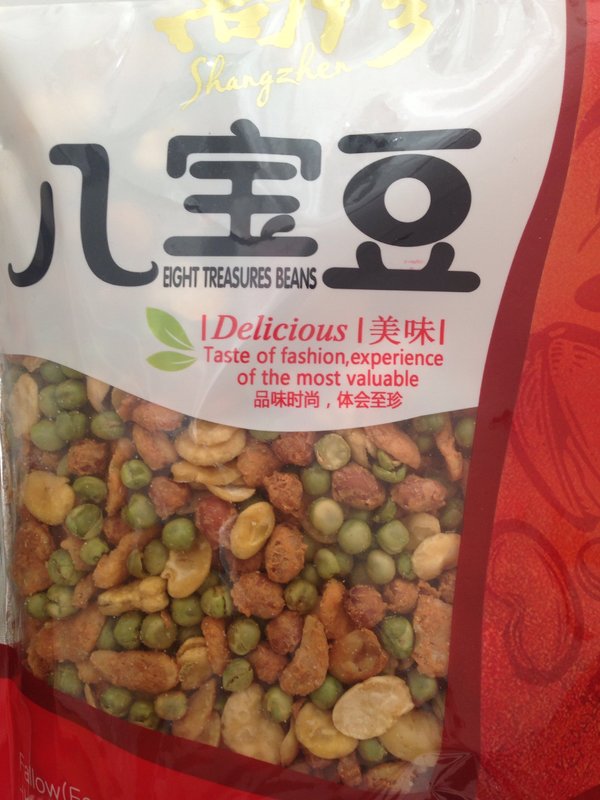 Shangzhen
八宝豆
EIGHT TREASURES BEANS
Delicious 美味
Taste of fashion,experience
of the most valuable
品味时尚，体会至珍